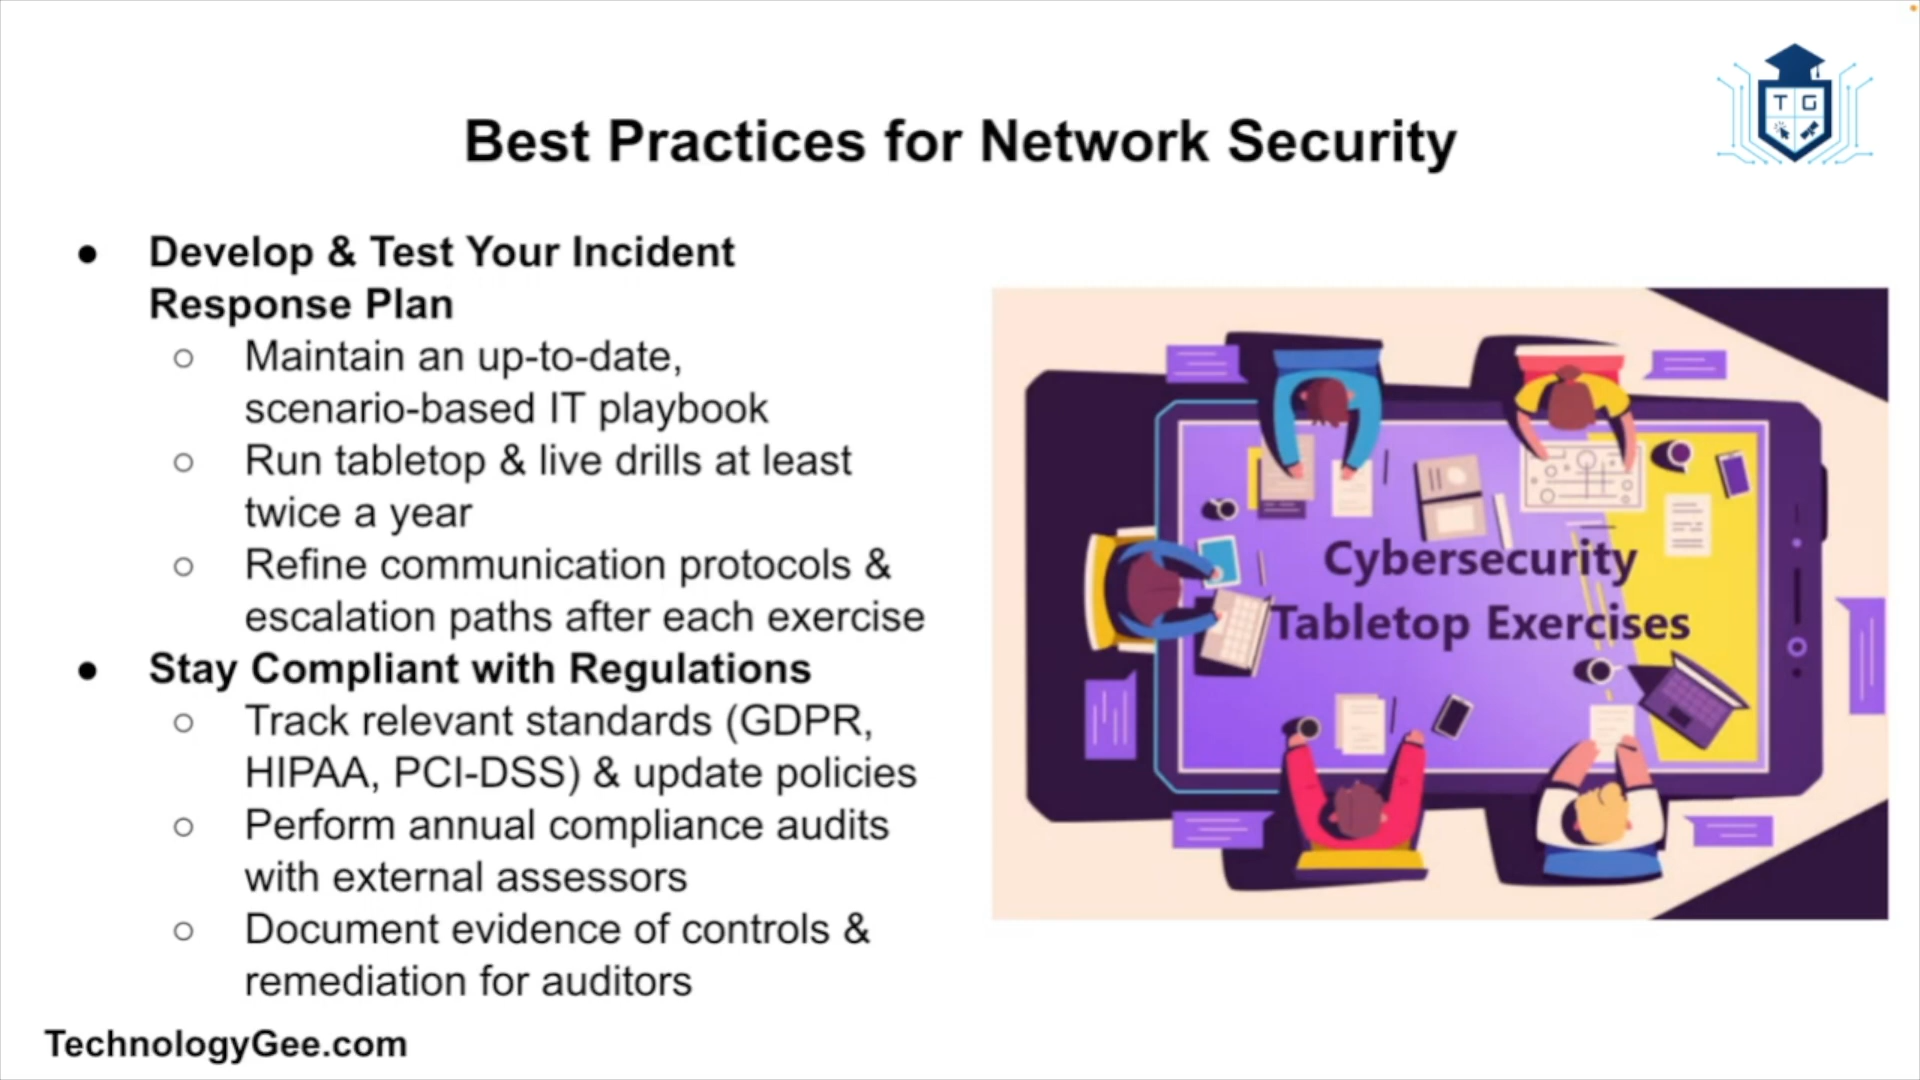 T G
Best Practices for Network Security
● Develop & Test Your Incident
Response Plan
○ Maintain an up-to-date,
scenario-based IT playbook
○ Run tabletop & live drills at least
twice a year
○ Refine communication protocols &
escalation paths after each exercise
● Stay Compliant with Regulations
○ Track relevant standards (GDPR,
HIPAA, PCI-DSS) & update policies
○ Perform annual compliance audits
with external assessors
○ Document evidence of controls &
remediation for auditors
Cybersecurity
Tabletop Exercises
TechnologyGee.com